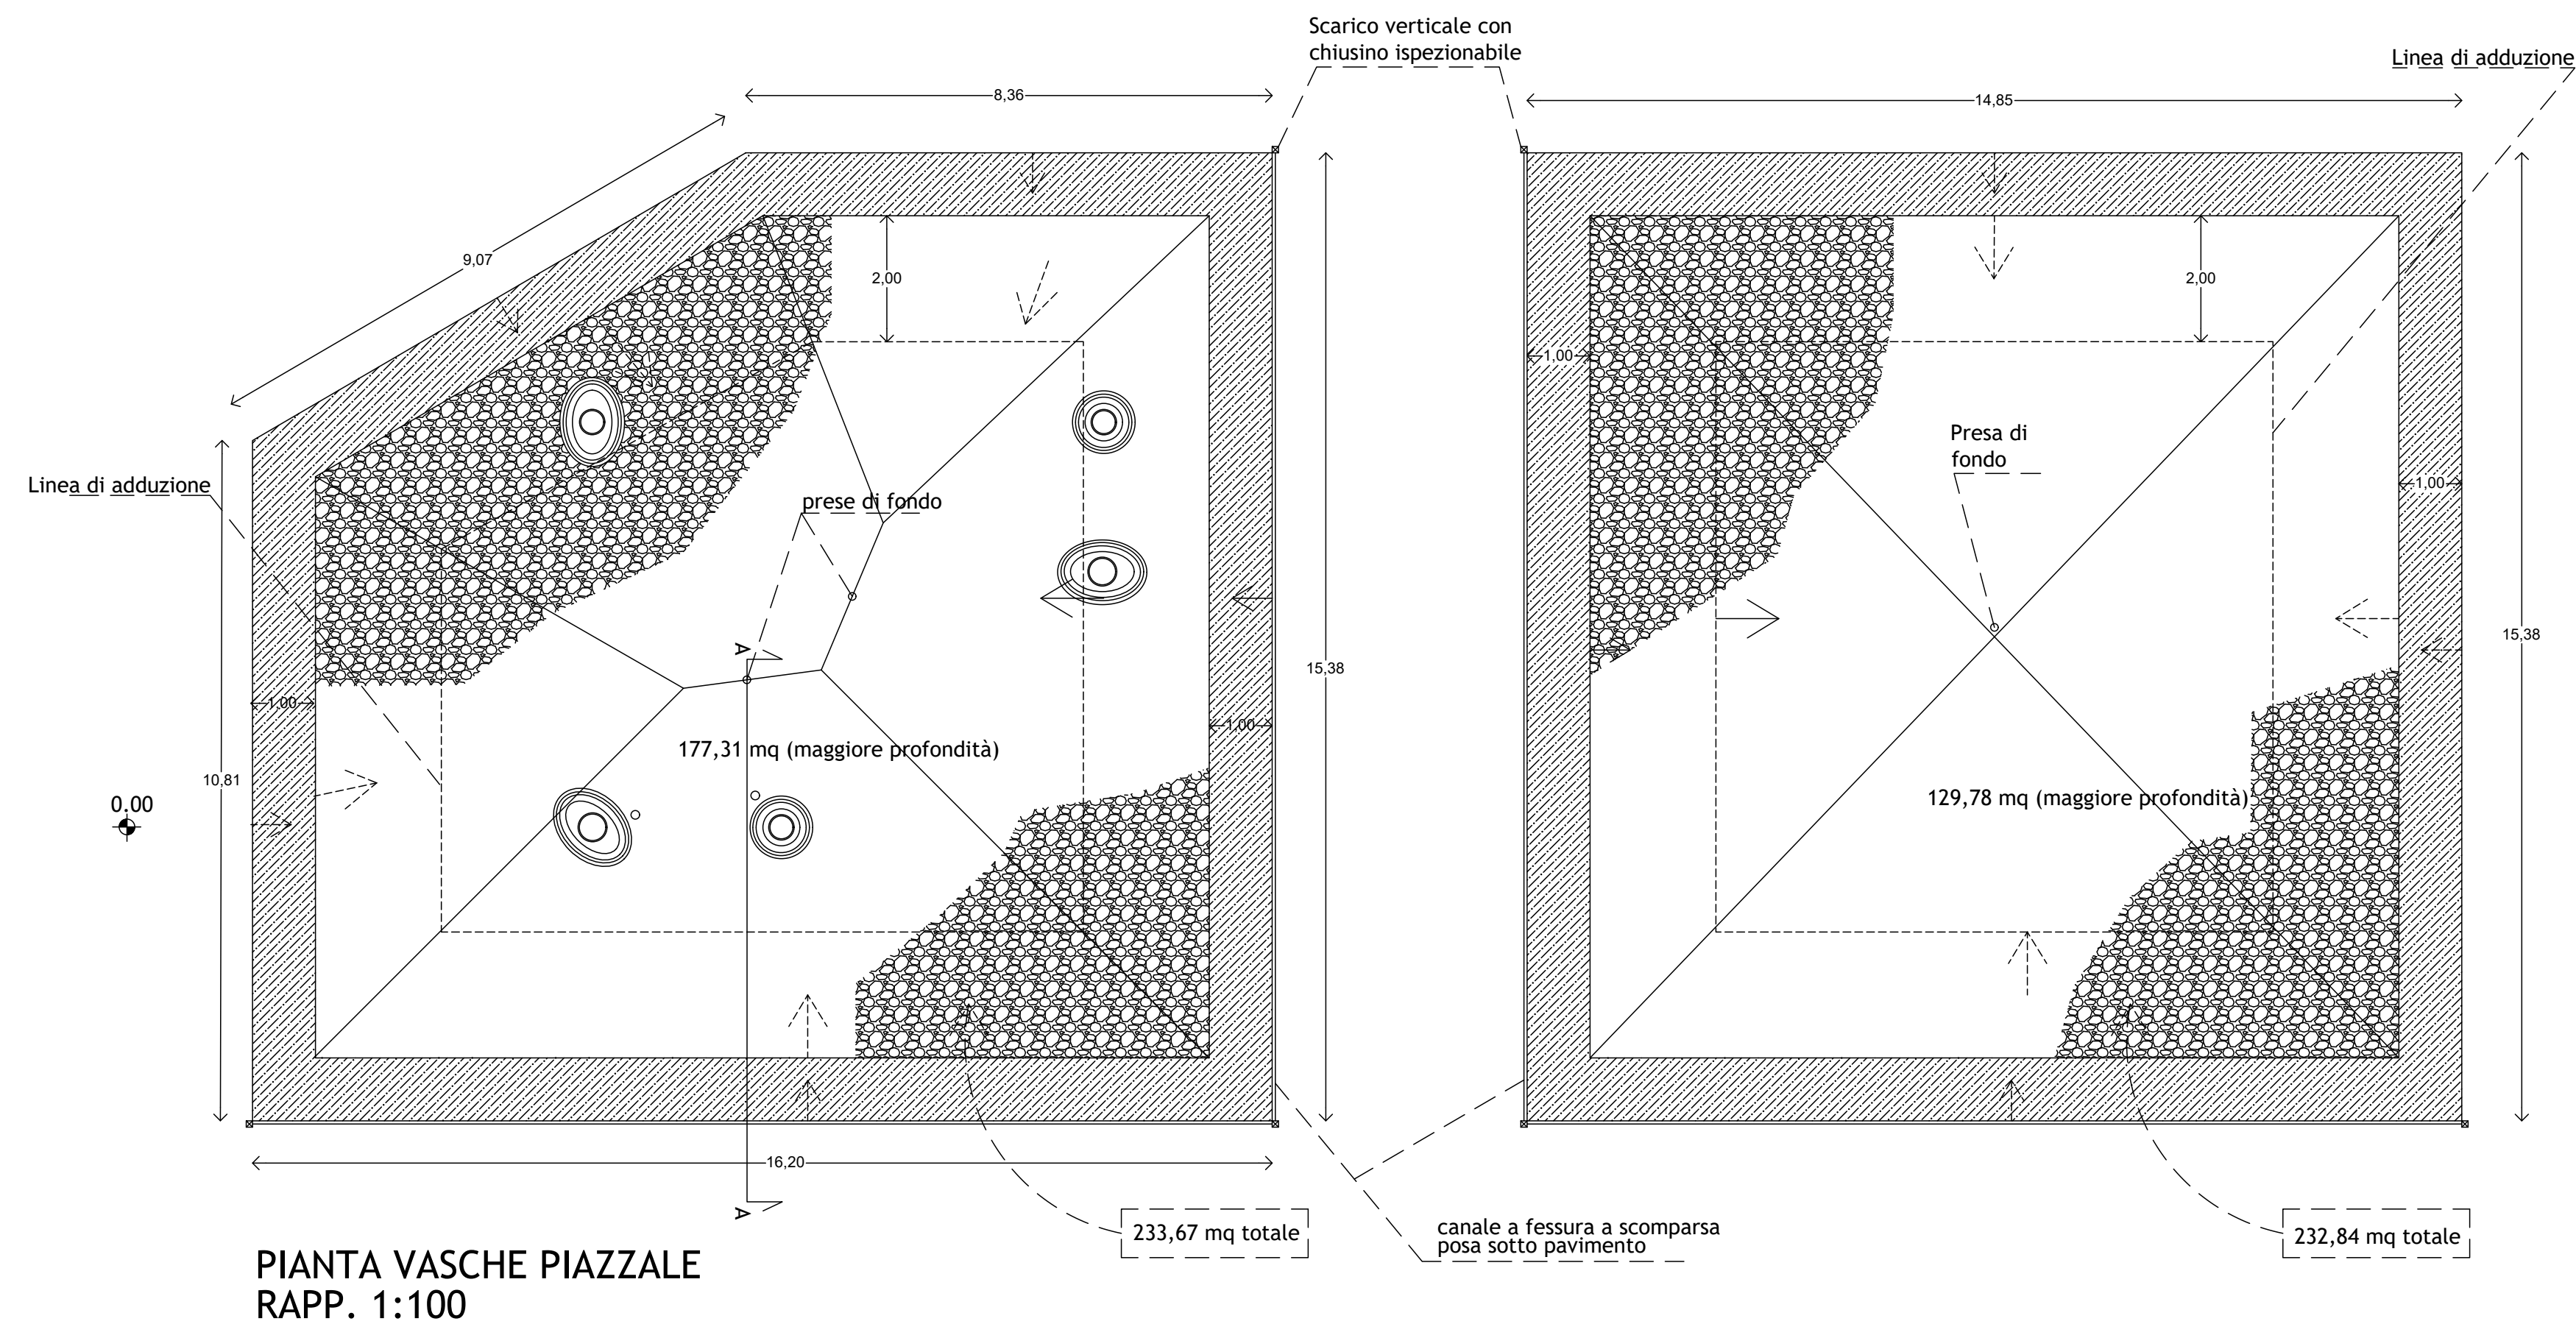 Scarico verticale con
chiusino ispezionabile
Linea di adduzione
8,36
14,85
9,07
2,00
2,00
1,00
Presa di
fondo
Linea di adduzione
prese di fondo
1,00
15,38
A
15,38
1,00
1,00
177,31 mq (maggiore profondità)
10,81
0.00
129,78 mq (maggiore profondità)
16,20
A
233,67 mq totale
canale a fessura a scomparsa
posa sotto pavimento
232,84 mq totale
PIANTA VASCHE PIAZZALE
RAPP. 1:100